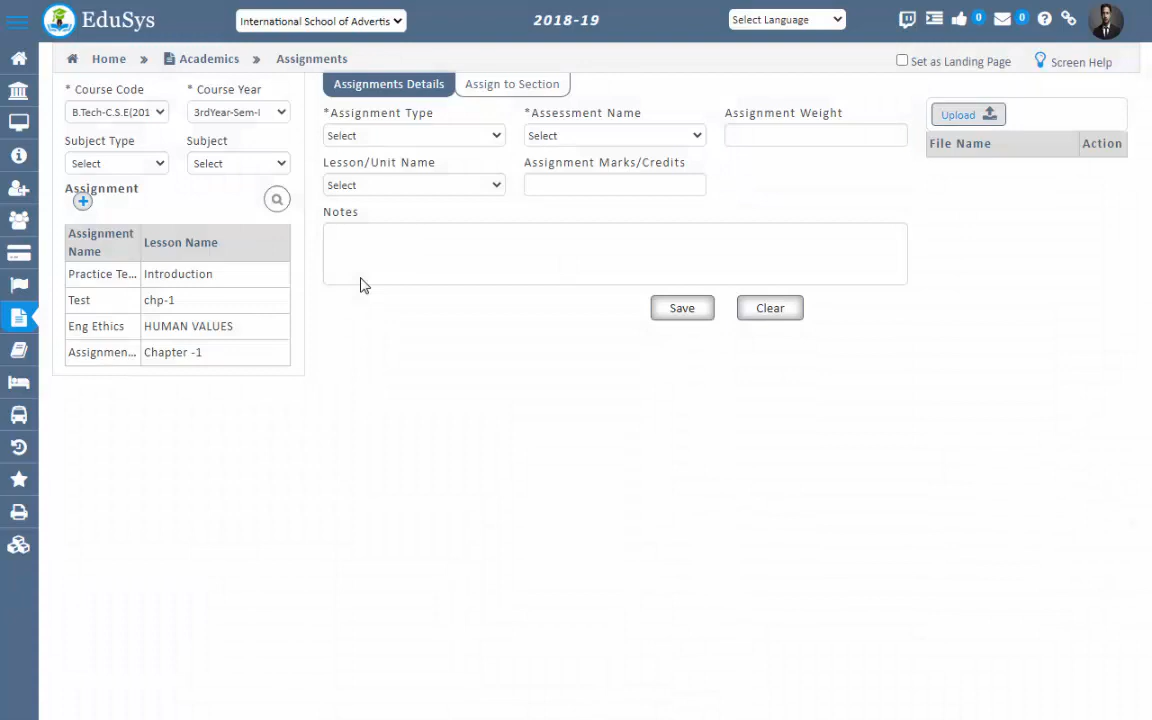 EduSys
International School of Advertis
2018-19
Select Language
0
0
Home » Academics » Assignments
Set as Landing Page
Screen Help
* Course Code
* Course Year
B.Tech-C.S.E(201
3rdYear-Sem-I
Subject Type
Subject
Select
Select
Assignment
Assignment Name
Lesson Name
Practice Te...
Introduction
Test
chp-1
Eng Ethics
HUMAN VALUES
Assignmen...
Chapter -1
Assignments Details
Assign to Section
*Assignment Type
*Assessment Name
Assignment Weight
Select
Select
Lesson/Unit Name
Assignment Marks/Credits
Select
Notes
Save
Clear
Upload
File Name
Action